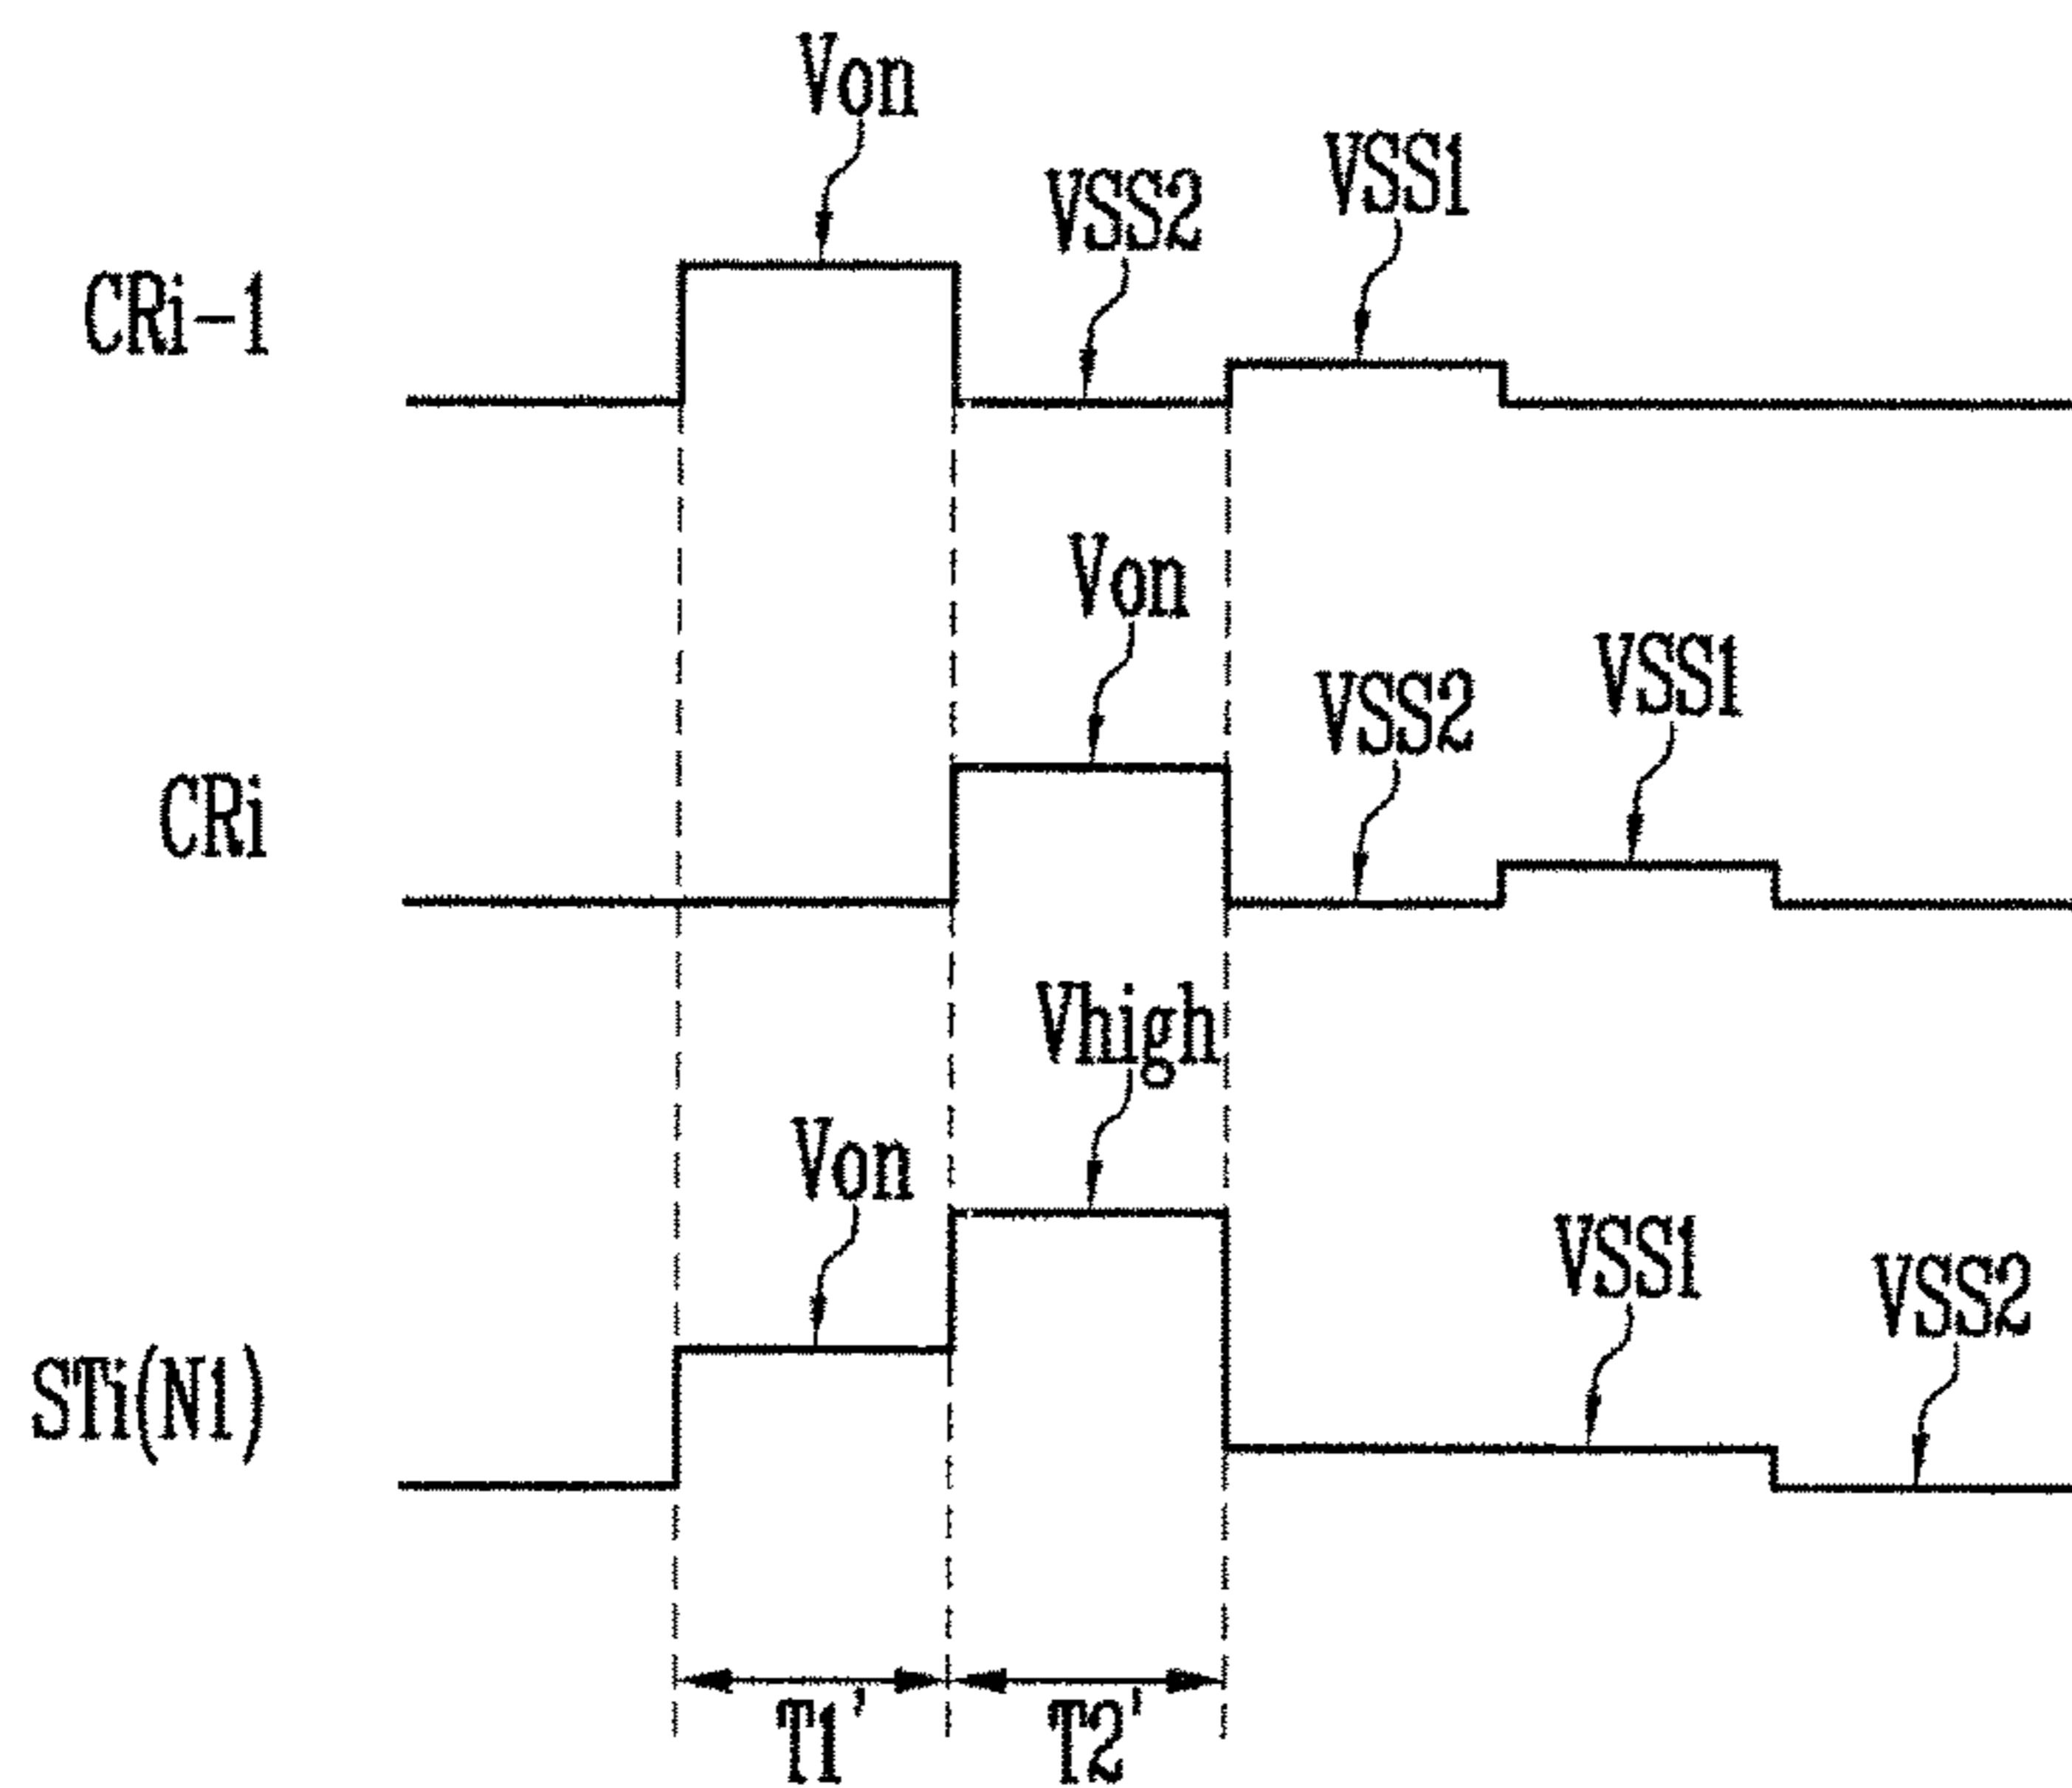 Von
VSS2
VSS1
CRi-1
Von
VSS2
VSS1
CRi
Vhigh
Von
VSS1
VSS2
STi(N1)
T1'
T2'